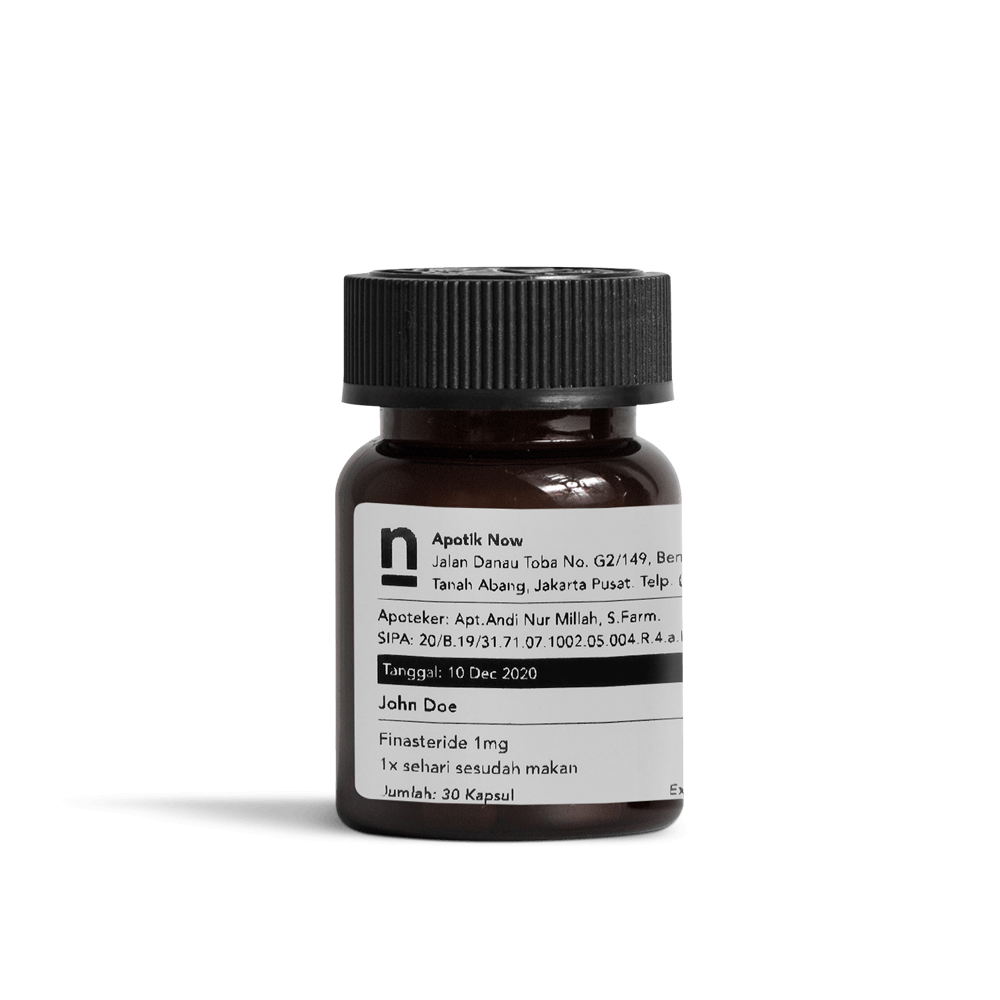 n
Apotik Now
Jalan Danau Toba No. G2/149,
Tanah Abang, Jakarta Pusat. Telp.
Apoteker: Apt.Andi Nur Millah, S.Farm.
SIPA: 20/B.19/31.71.07.1002.05.004.R.4.a.
Tanggal: 10 Dec 2020
John Doe
Finasteride 1mg
1x sehari sesudah makan
Jumlah: 30 Kapsul